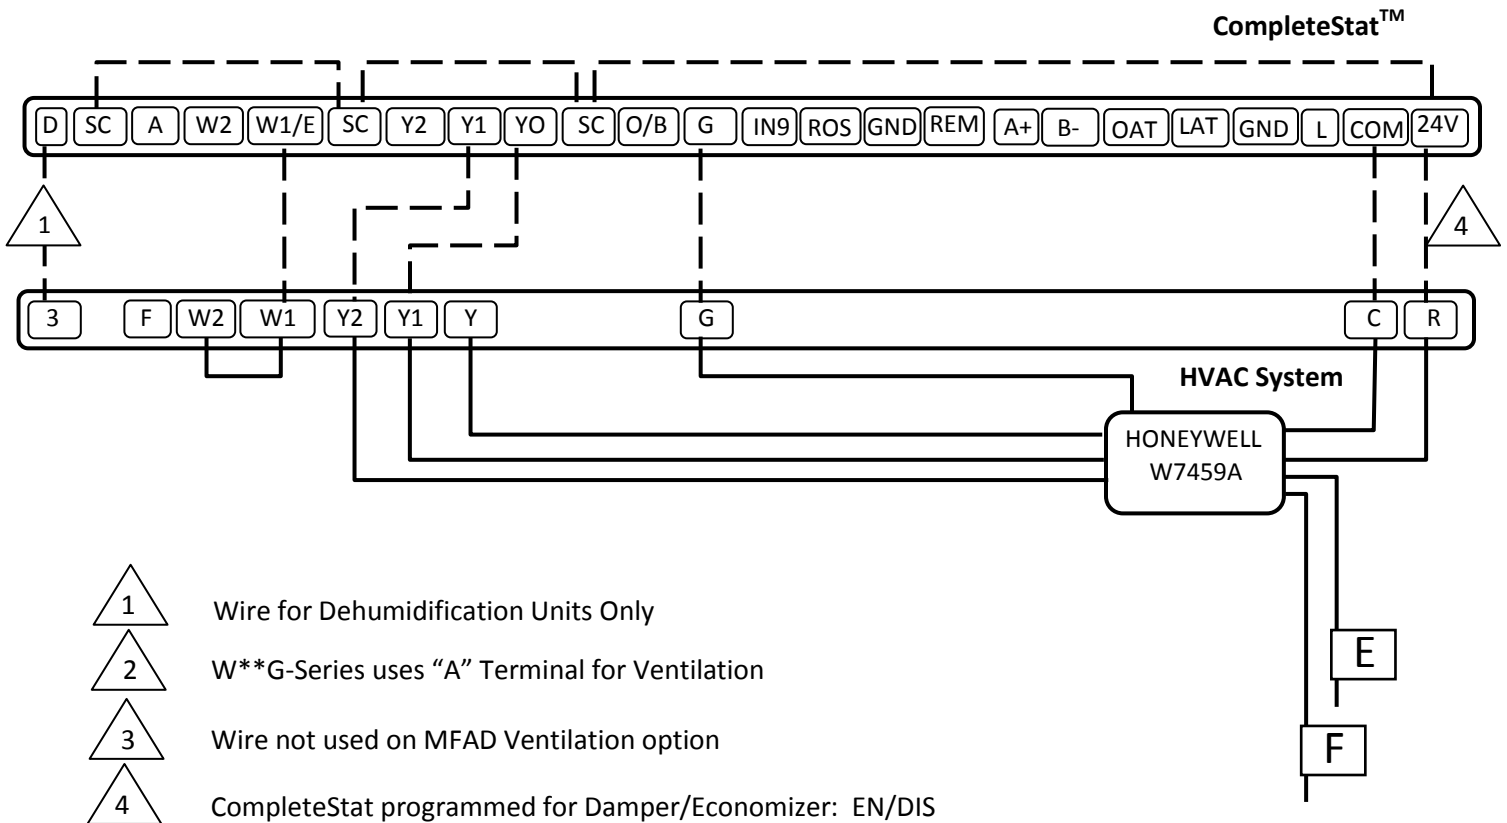 CompleteStat™
D SC A W2 W1/E SC Y2 Y1 YO SC O/B G IN9 ROS GND REM A+ B- OAT LAT GND L COM 24V
1
4
3 F W2 W1 Y2 Y1 Y G C R
HVAC System
HONEYWELL
W7459A
1 Wire for Dehumidification Units Only
2 W**G-Series uses “A” Terminal for Ventilation
E
3 Wire not used on MFAD Ventilation option
F
4 CompleteStat programmed for Damper/Economizer: EN/DIS